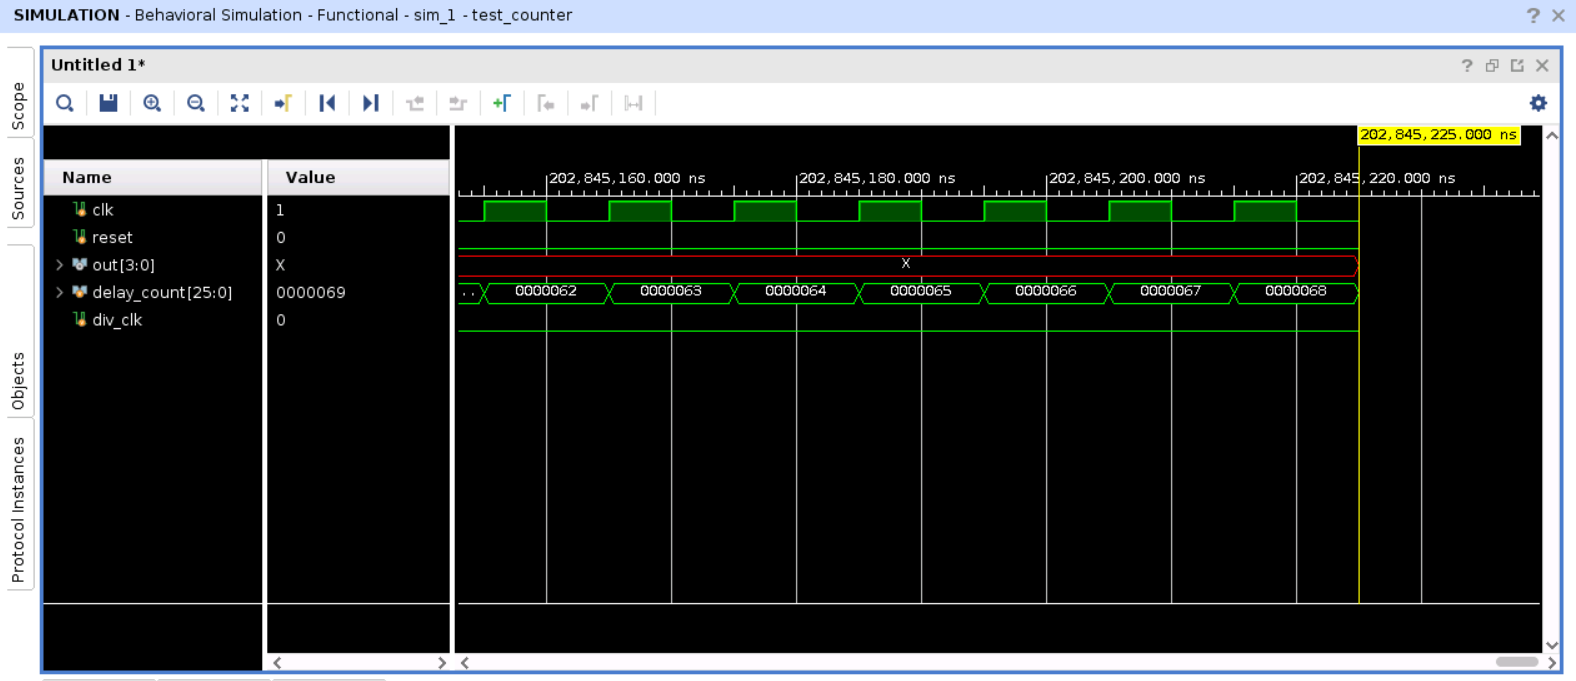 SIMULATION - Behavioral Simulation - Functional - sim_1 - test_counter
Untitled 1*
Scope
Sources
Objects
Protocol Instances
202,845,225.000 ns
Name Value
202,845,160.000 ns 202,845,180.000 ns 202,845,200.000 ns 202,845,220.000 ns
clk 1
reset 0
out[3:0] X X
delay_count[25:0] 0000069 .. 0000062 0000063 0000064 0000065 0000066 0000067 0000068
div_clk 0